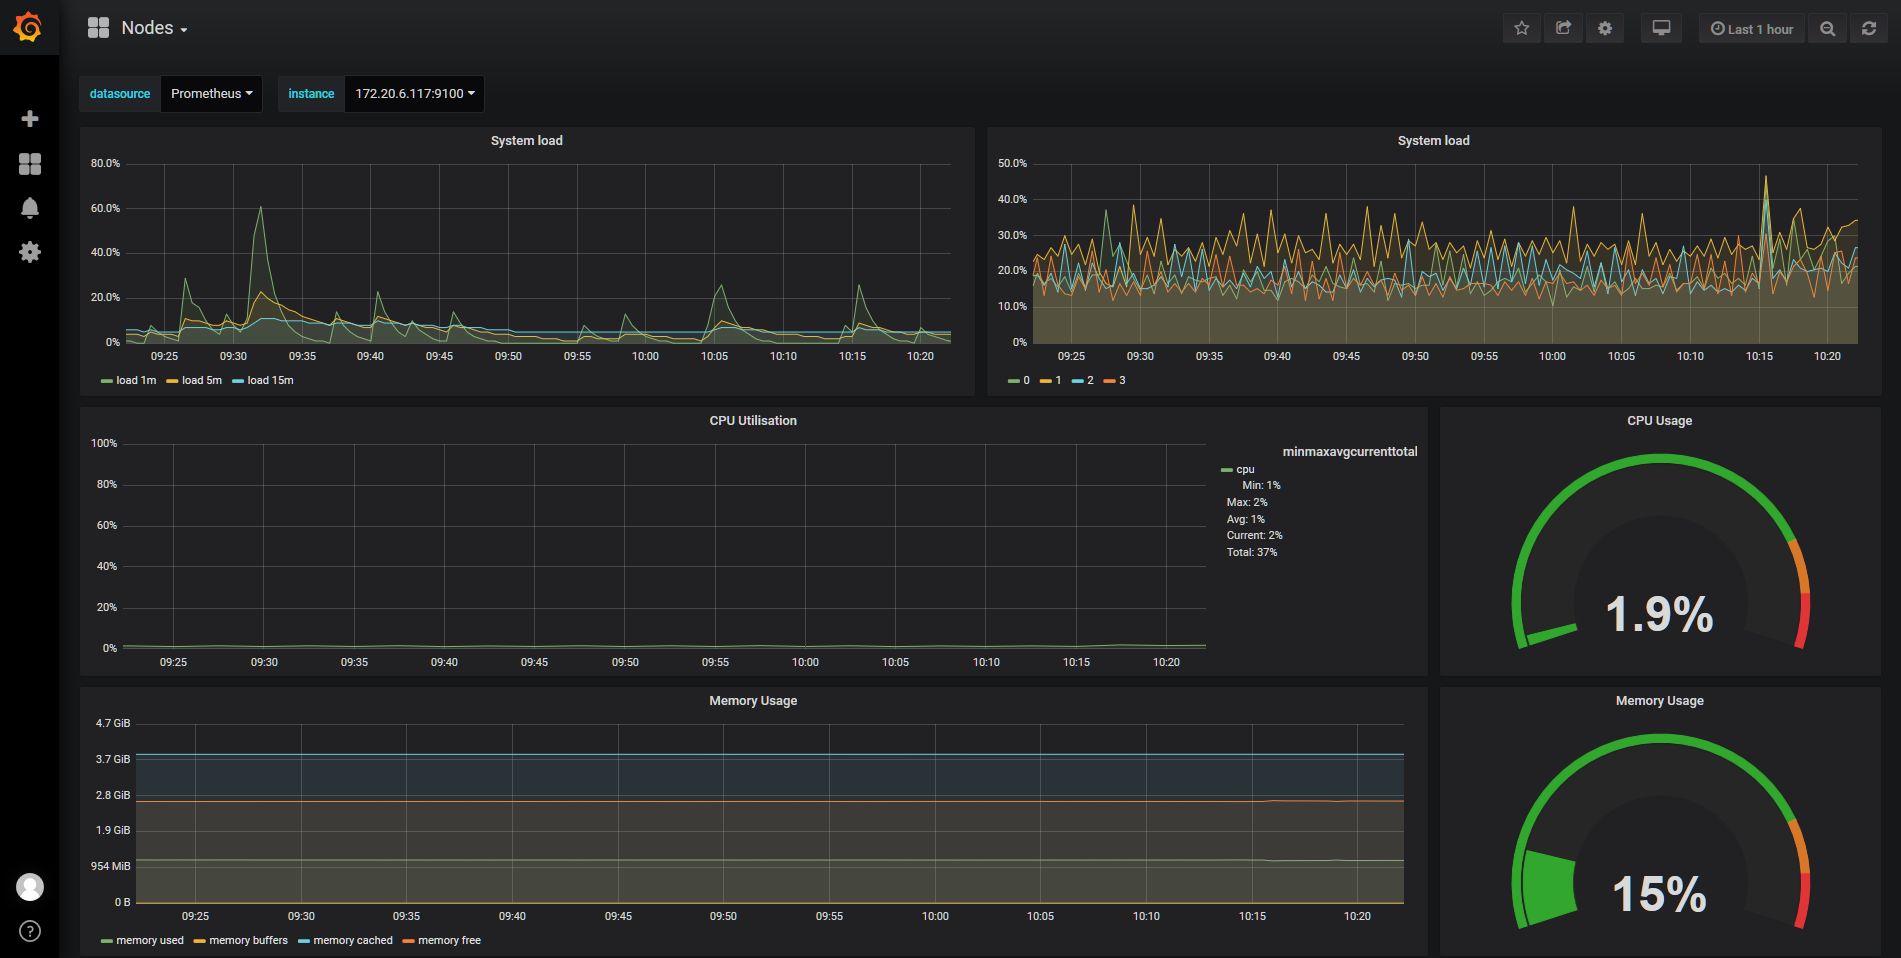 Nodes
Last 1 hour
datasource Prometheus instance 172.20.6.117:9100
System load
80.0%
60.0%
40.0%
20.0%
0%
09:25 09:30 09:35 09:40 09:45 09:50 09:55 10:00 10:05 10:10 10:15 10:20
load 1m load 5m load 15m
System load
50.0%
40.0%
30.0%
20.0%
10.0%
0%
09:25 09:30 09:35 09:40 09:45 09:50 09:55 10:00 10:05 10:10 10:15 10:20
0 1 2 3
CPU Utilisation
100%
80%
60%
40%
20%
0%
09:25 09:30 09:35 09:40 09:45 09:50 09:55 10:00 10:05 10:10 10:15 10:20
minmaxavgcurrenttotal
cpu
Min: 1%
Max: 2%
Avg: 1%
Current: 2%
Total: 37%
CPU Usage
1.9%
Memory Usage
4.7 GiB
3.7 GiB
2.8 GiB
1.9 GiB
954 MiB
0 B
09:25 09:30 09:35 09:40 09:45 09:50 09:55 10:00 10:05 10:10 10:15 10:20
memory used memory buffers memory cached memory free
Memory Usage
15%
?